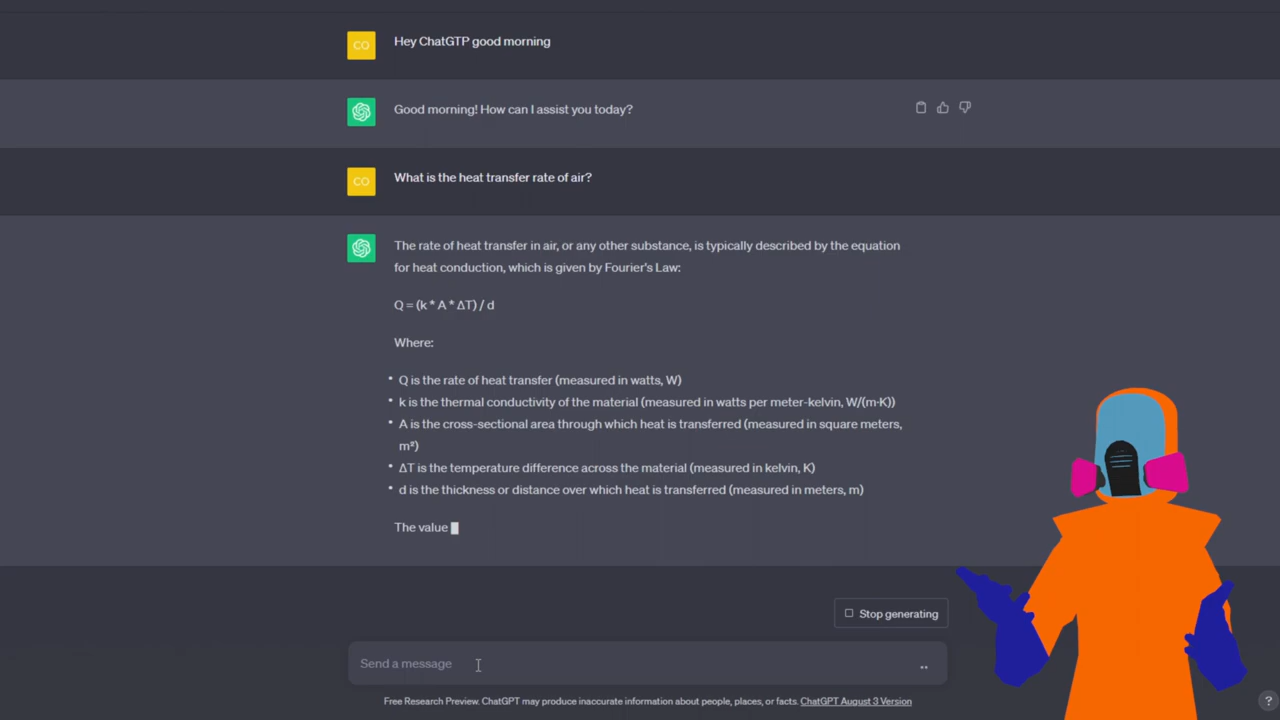 CO
Hey ChatGTP good morning
Good morning! How can I assist you today?
CO
What is the heat transfer rate of air?
The rate of heat transfer in air, or any other substance, is typically described by the equation
for heat conduction, which is given by Fourier's Law:
Q = (k * A * ΔT) / d
Where:
• Q is the rate of heat transfer (measured in watts, W)
• k is the thermal conductivity of the material (measured in watts per meter-kelvin, W/(m·K))
• A is the cross-sectional area through which heat is transferred (measured in square meters,
m²)
• ΔT is the temperature difference across the material (measured in kelvin, K)
• d is the thickness or distance over which heat is transferred (measured in meters, m)
The value
Stop generating
Send a message
Free Research Preview. ChatGPT may produce inaccurate information about people, places, or facts. ChatGPT August 3 Version
?